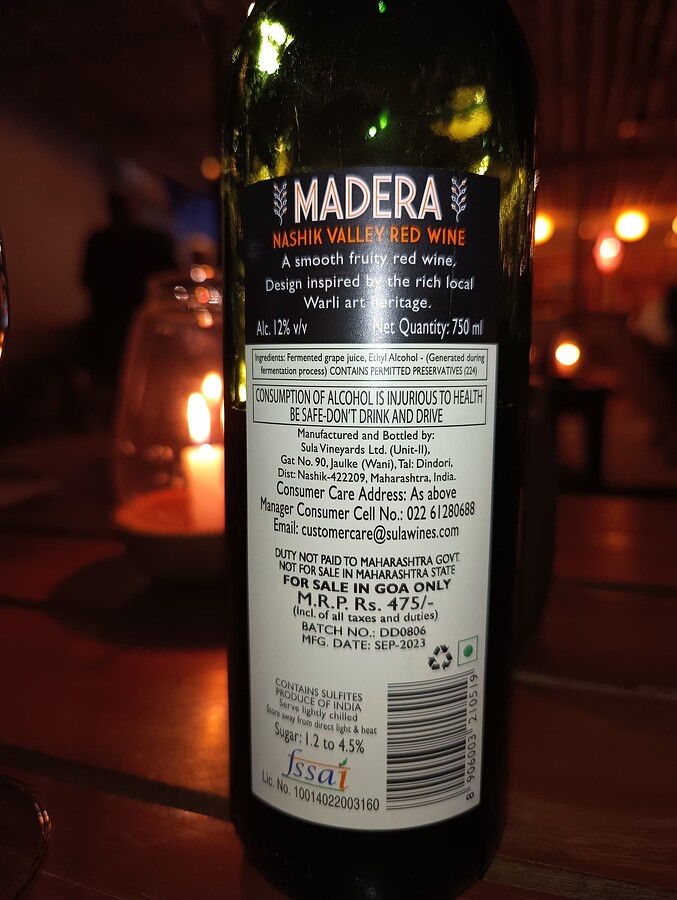 MADERA
NASHIK VALLEY RED WINE
A smooth fruity red wine,
Design inspired by the rich local
Warli art heritage.
Alc. 12% v/v Net Quantity: 750 ml
Ingredients: Fermented grape juice, Ethyl Alcohol - (Generated during
fermentation process) CONTAINS PERMITTED PRESERVATIVES (224)
CONSUMPTION OF ALCOHOL IS INJURIOUS TO HEALTH
BE SAFE-DON'T DRINK AND DRIVE
Manufactured and Bottled by:
Sula Vineyards Ltd. (Unit-II),
Gat No. 90, Jaulke (Wani), Tal: Dindori,
Dist: Nashik-422209, Maharashtra, India.
Consumer Care Address: As above
Manager Consumer Cell No.: 022 61280688
Email: customercare@sulawines.com
DUTY NOT PAID TO MAHARASHTRA GOVT.
NOT FOR SALE IN MAHARASHTRA STATE
FOR SALE IN GOA ONLY
M.R.P. Rs. 475/-
(Incl. of all taxes and duties)
BATCH NO.: DD0806
MFG. DATE: SEP-2023
CONTAINS SULFITES
PRODUCE OF INDIA
Serve lightly chilled
Store away from direct light & heat
Sugar: 1.2 to 4.5%
fssai
Lic. No. 10014022003160
8 906003 210519